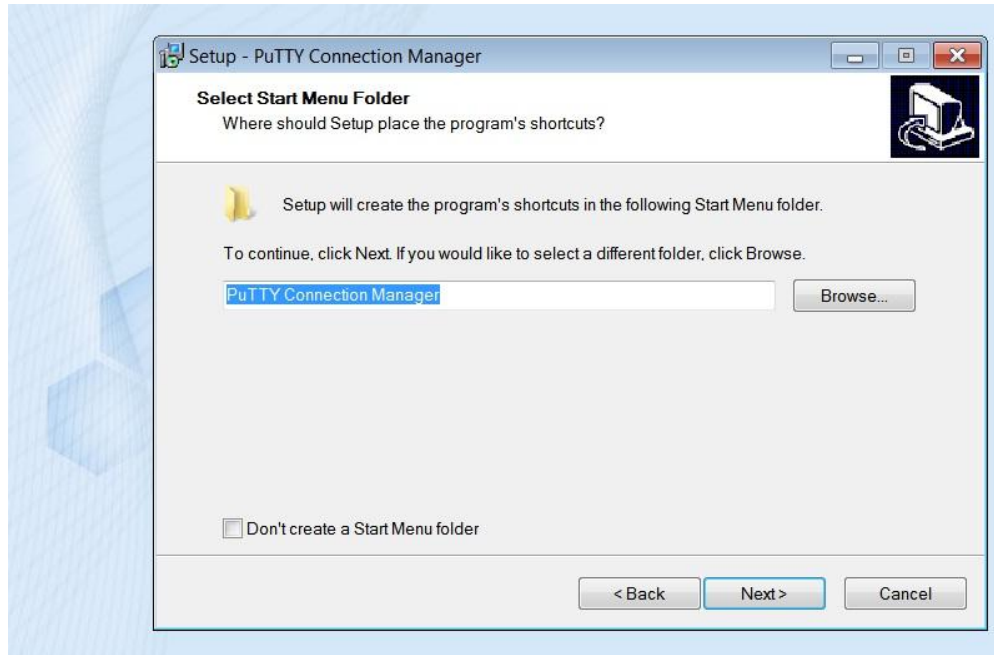 Setup - PuTTY Connection Manager
Select Start Menu Folder
Where should Setup place the program's shortcuts?
Setup will create the program's shortcuts in the following Start Menu folder.
To continue, click Next. If you would like to select a different folder, click Browse.
PuTTY Connection Manager
Browse...
Don't create a Start Menu folder
< Back
Next >
Cancel